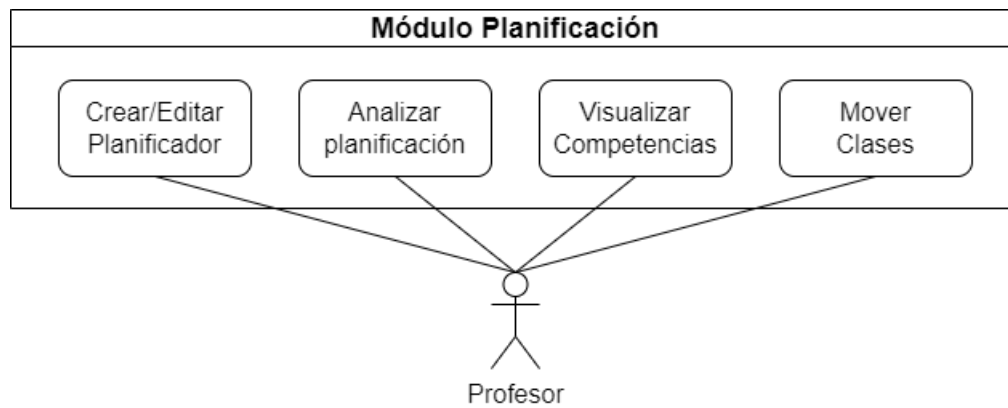 Módulo Planificación
Crear/Editar
Planificador
Analizar
planificación
Visualizar
Competencias
Mover
Clases
Profesor